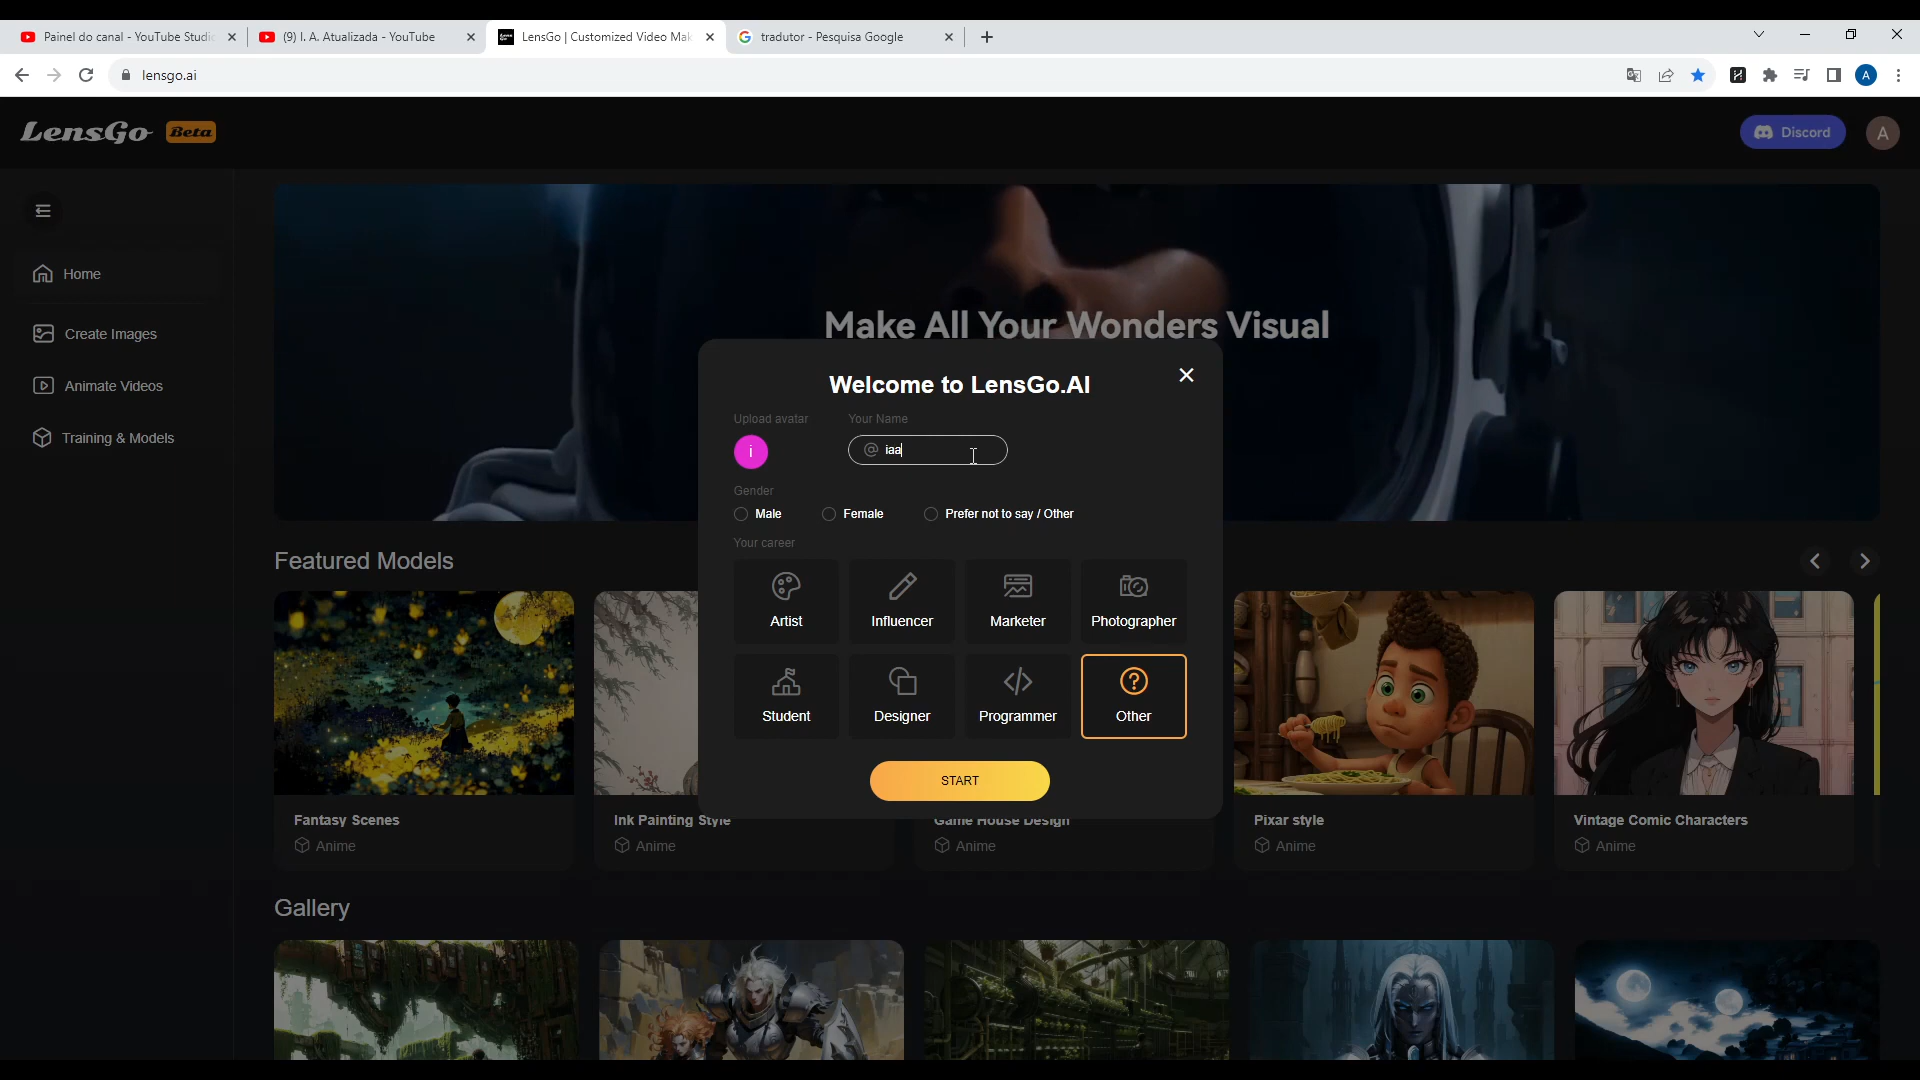 Painel do canal - YouTube Studi
(9) I. A. Atualizada - YouTube
LensGo | Customized Video Mak
tradutor - Pesquisa Google
lensgo.ai
A
LensGo Beta
Discord
A
Home
Create Images
Animate Videos
Training & Models
Make All Your Wonders Visual
Welcome to LensGo.AI
Upload avatar
Your Name
i
@ iaa
Gender
Male
Female
Prefer not to say / Other
Your career
Artist
Influencer
Marketer
Photographer
Student
Designer
Programmer
Other
START
Featured Models
Fantasy Scenes
Anime
Ink Painting Style
Anime
Game House Design
Anime
Pixar style
Anime
Vintage Comic Characters
Anime
Gallery